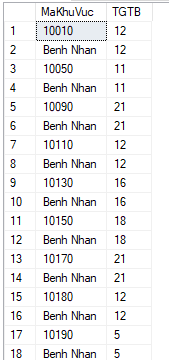 MaKhuVuc TGTB
1 10010 12
2 Benh Nhan 12
3 10050 11
4 Benh Nhan 11
5 10090 21
6 Benh Nhan 21
7 10110 12
8 Benh Nhan 12
9 10130 16
10 Benh Nhan 16
11 10150 18
12 Benh Nhan 18
13 10170 21
14 Benh Nhan 21
15 10180 12
16 Benh Nhan 12
17 10190 5
18 Benh Nhan 5